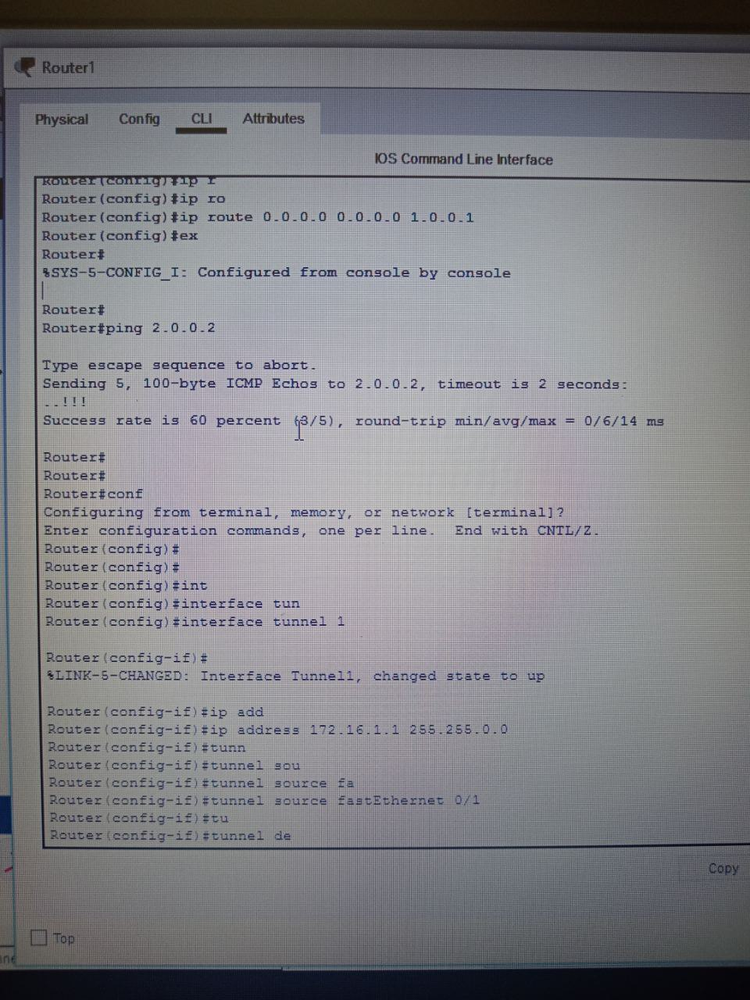 Router1
Physical Config CLI Attributes
IOS Command Line Interface
Router(config)#ip r
Router(config)#ip ro
Router(config)#ip route 0.0.0.0 0.0.0.0 1.0.0.1
Router(config)#ex
Router#
%SYS-5-CONFIG_I: Configured from console by console
Router#
Router#ping 2.0.0.2
Type escape sequence to abort.
Sending 5, 100-byte ICMP Echos to 2.0.0.2, timeout is 2 seconds:
..!!!
Success rate is 60 percent (3/5), round-trip min/avg/max = 0/6/14 ms
Router#
Router#
Router#conf
Configuring from terminal, memory, or network [terminal]?
Enter configuration commands, one per line.  End with CNTL/Z.
Router(config)#
Router(config)#
Router(config)#int
Router(config)#interface tun
Router(config)#interface tunnel 1
Router(config-if)#
%LINK-5-CHANGED: Interface Tunnel1, changed state to up
Router(config-if)#ip add
Router(config-if)#ip address 172.16.1.1 255.255.0.0
Router(config-if)#tunn
Router(config-if)#tunnel sou
Router(config-if)#tunnel source fa
Router(config-if)#tunnel source fastEthernet 0/1
Router(config-if)#tu
Router(config-if)#tunnel de
Copy
Top